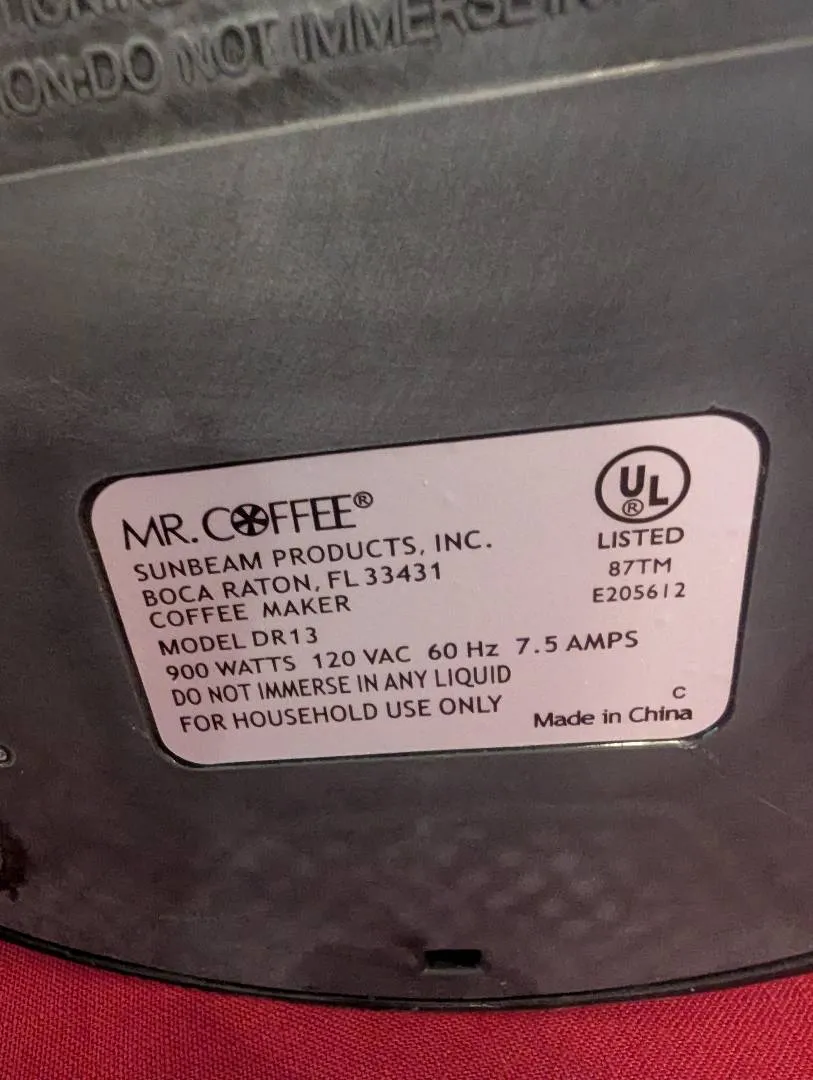 ON:DO NOT IMMERSE IN
MR. COFFEE®
SUNBEAM PRODUCTS, INC.
BOCA RATON, FL 33431
COFFEE MAKER
MODEL DR13
900 WATTS 120 VAC 60 Hz 7.5 AMPS
DO NOT IMMERSE IN ANY LIQUID
FOR HOUSEHOLD USE ONLY
UL®
LISTED
87TM
E205612
C
Made in China